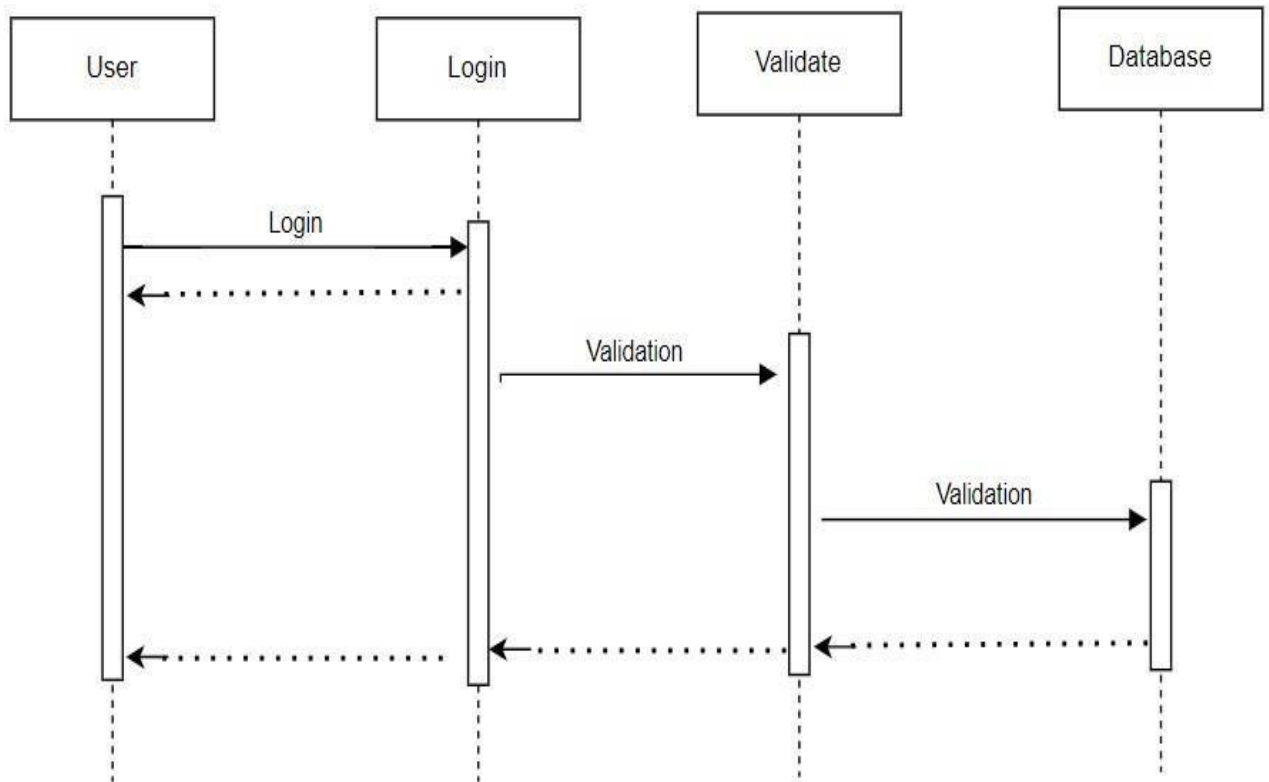 User
Login
Validate
Database
Login
Validation
Validation